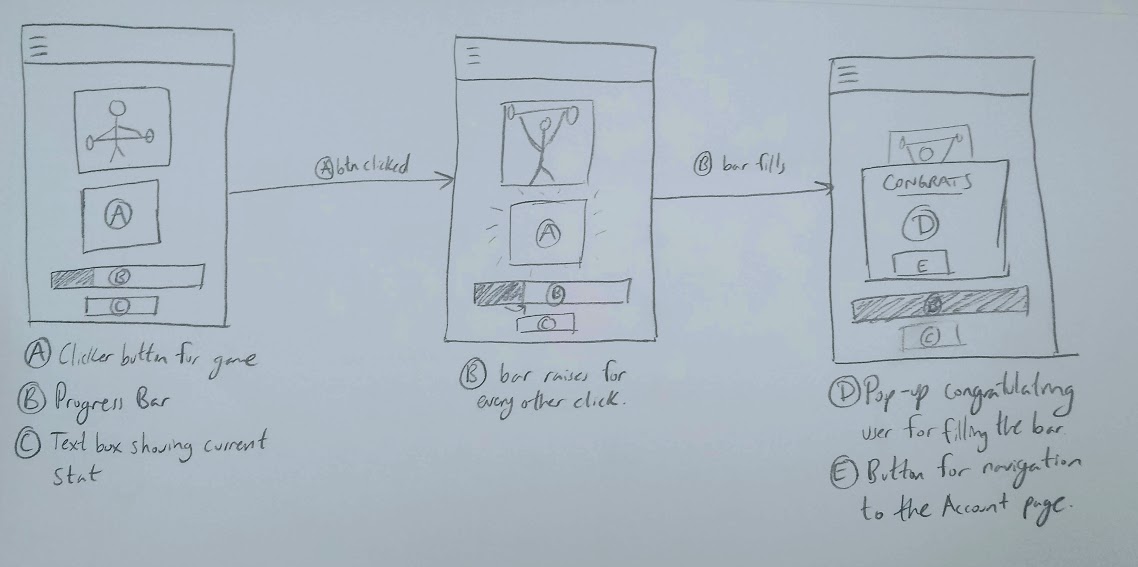 A
B
C
A btn clicked
A
B
C
B bar fills
CONGRATS
D
E
B
C
A Clicker button for game
B Progress Bar
C Text box showing current
Stat
B bar raises for
every other click.
D Pop-up congratulating
user for filling the bar.
E Button for navigation
to the Account page.